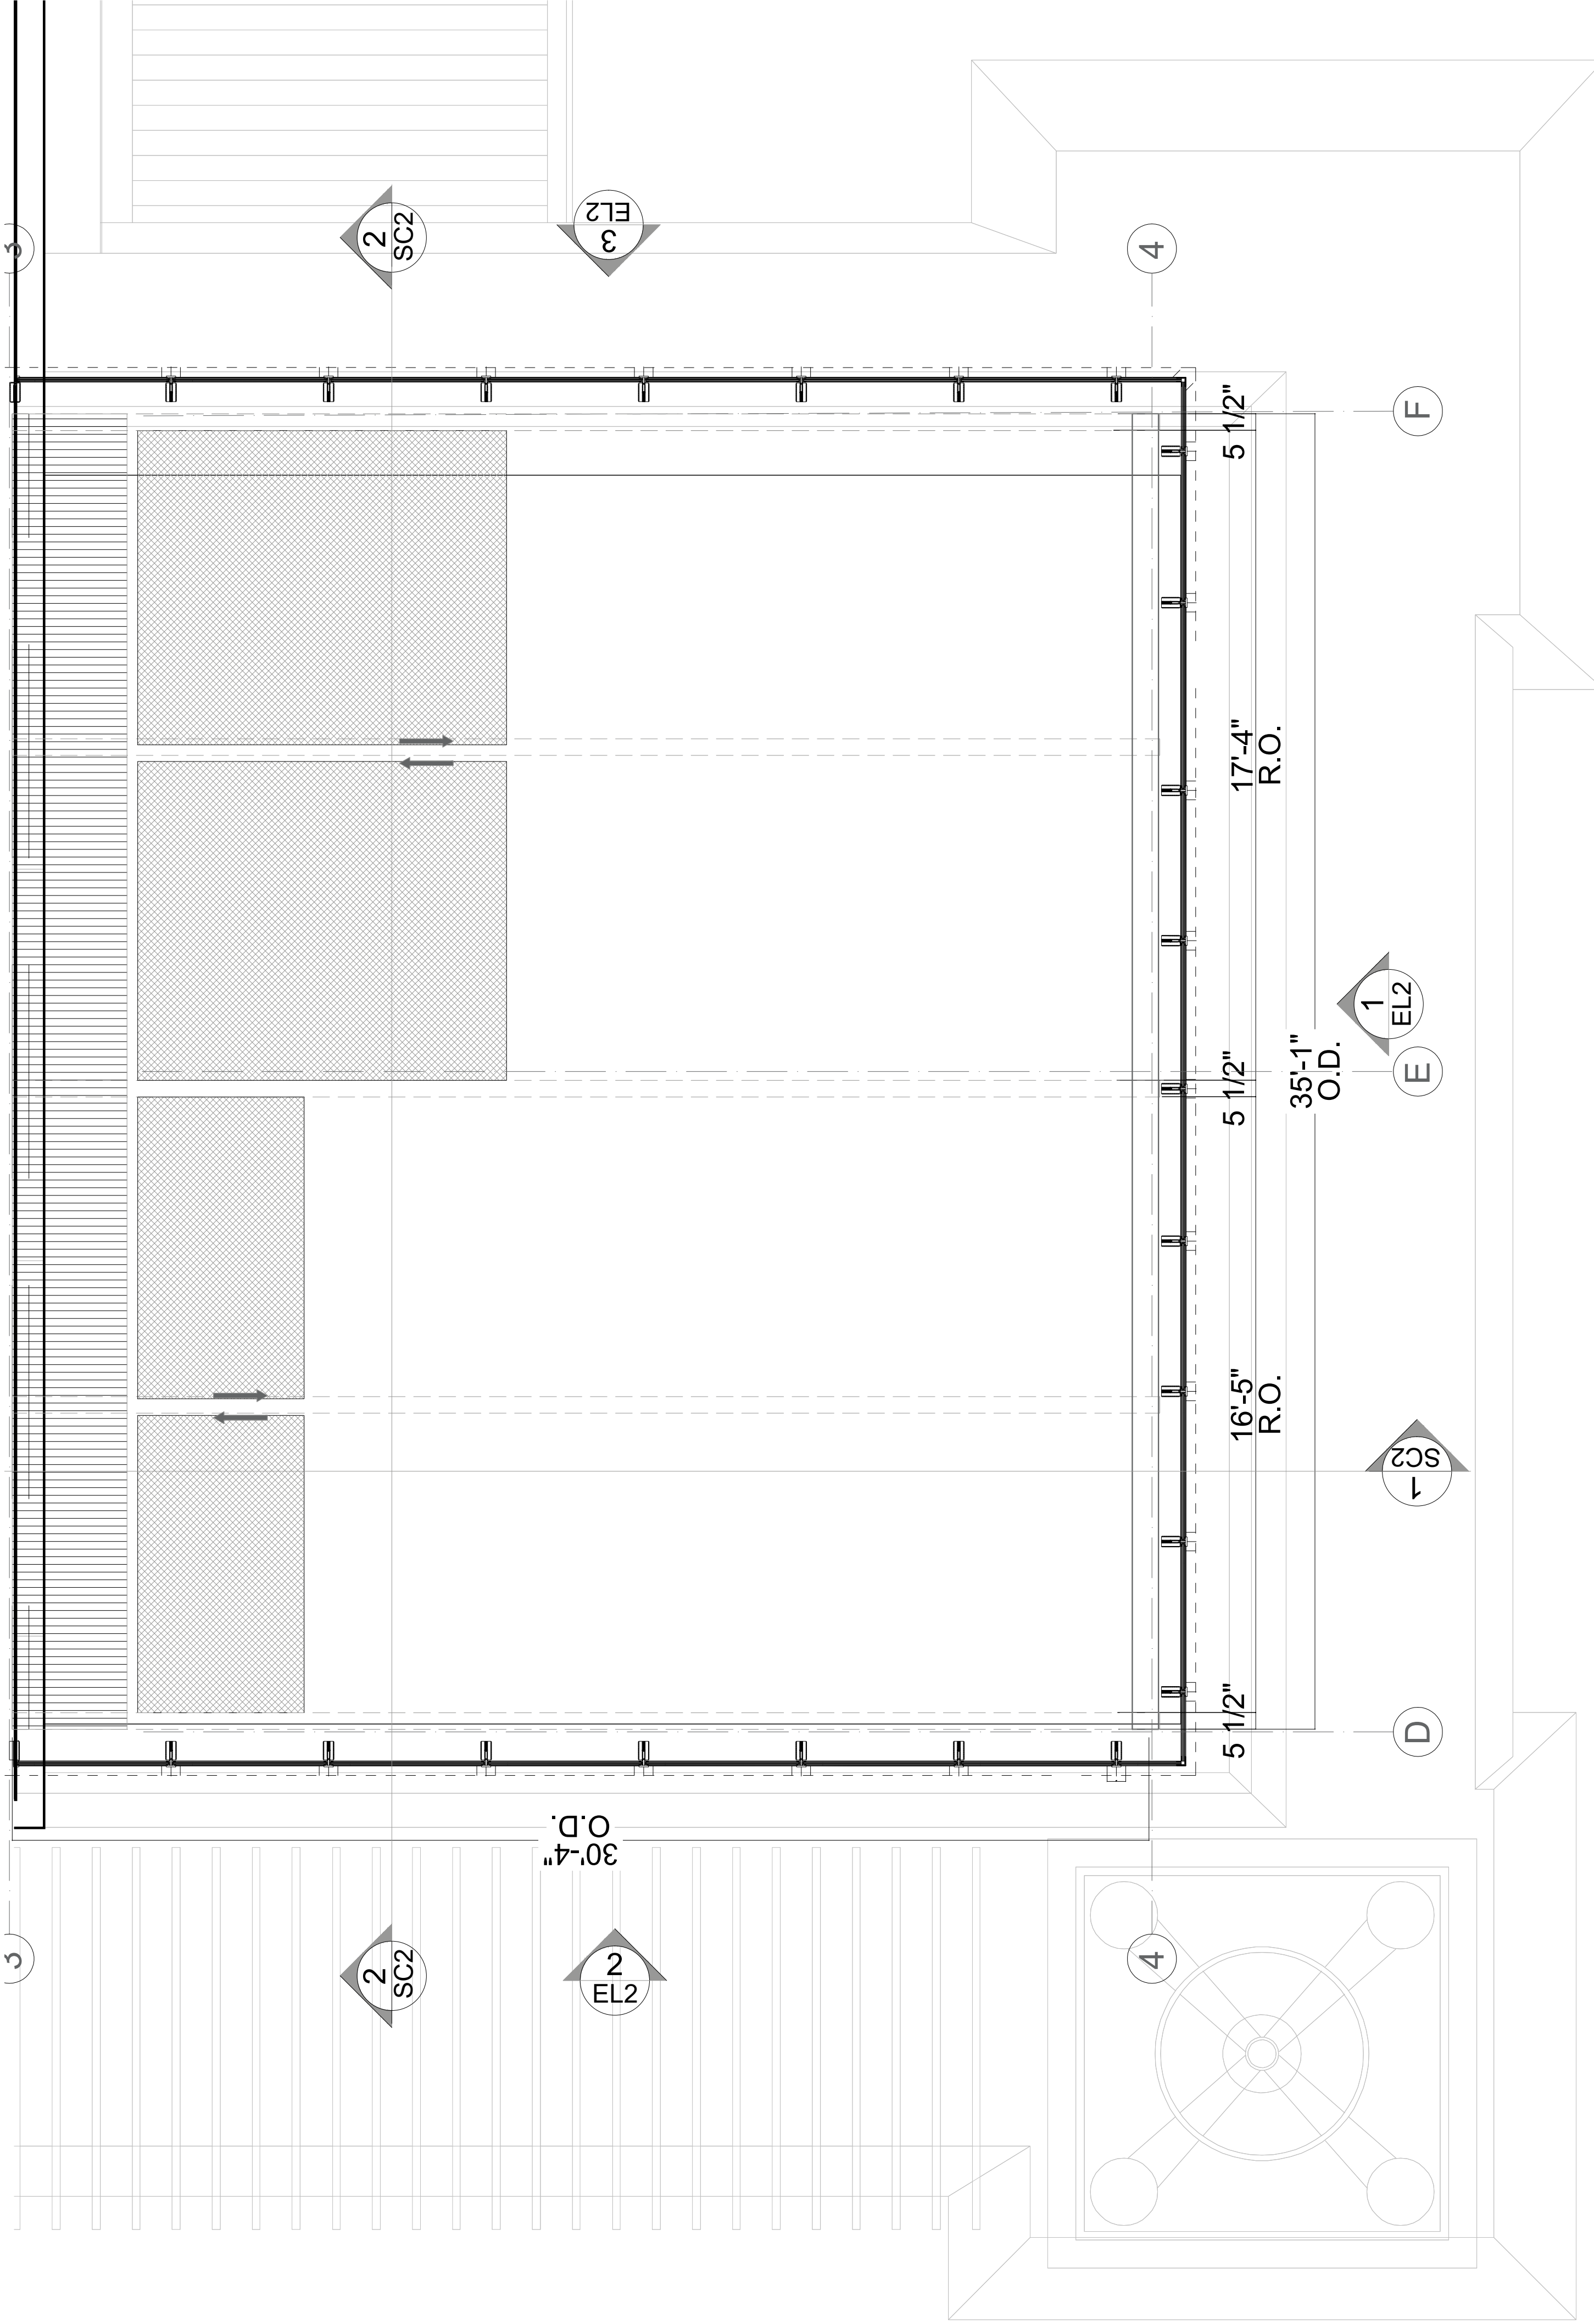 3
2
SC2
3
EL2
4
F
5 1/2"
17'-4"
R.O.
1
EL2
E
5 1/2"
35'-1"
O.D.
16'-5"
R.O.
1
SC2
D
5 1/2"
30'-4"
O.D.
3
2
SC2
2
EL2
4